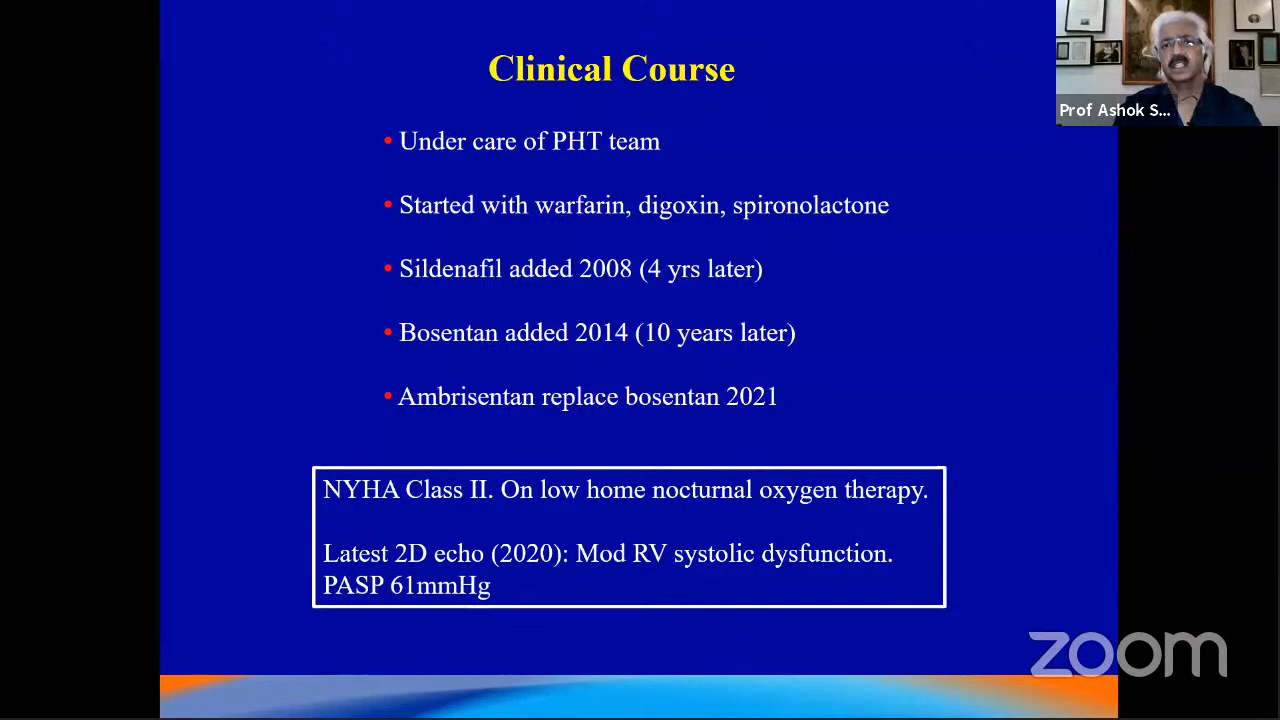 Clinical Course
Prof Ashok S...
• Under care of PHT team
• Started with warfarin, digoxin, spironolactone
• Sildenafil added 2008 (4 yrs later)
• Bosentan added 2014 (10 years later)
• Ambrisentan replace bosentan 2021
NYHA Class II. On low home nocturnal oxygen therapy.
Latest 2D echo (2020): Mod RV systolic dysfunction.
PASP 61mmHg
zoom